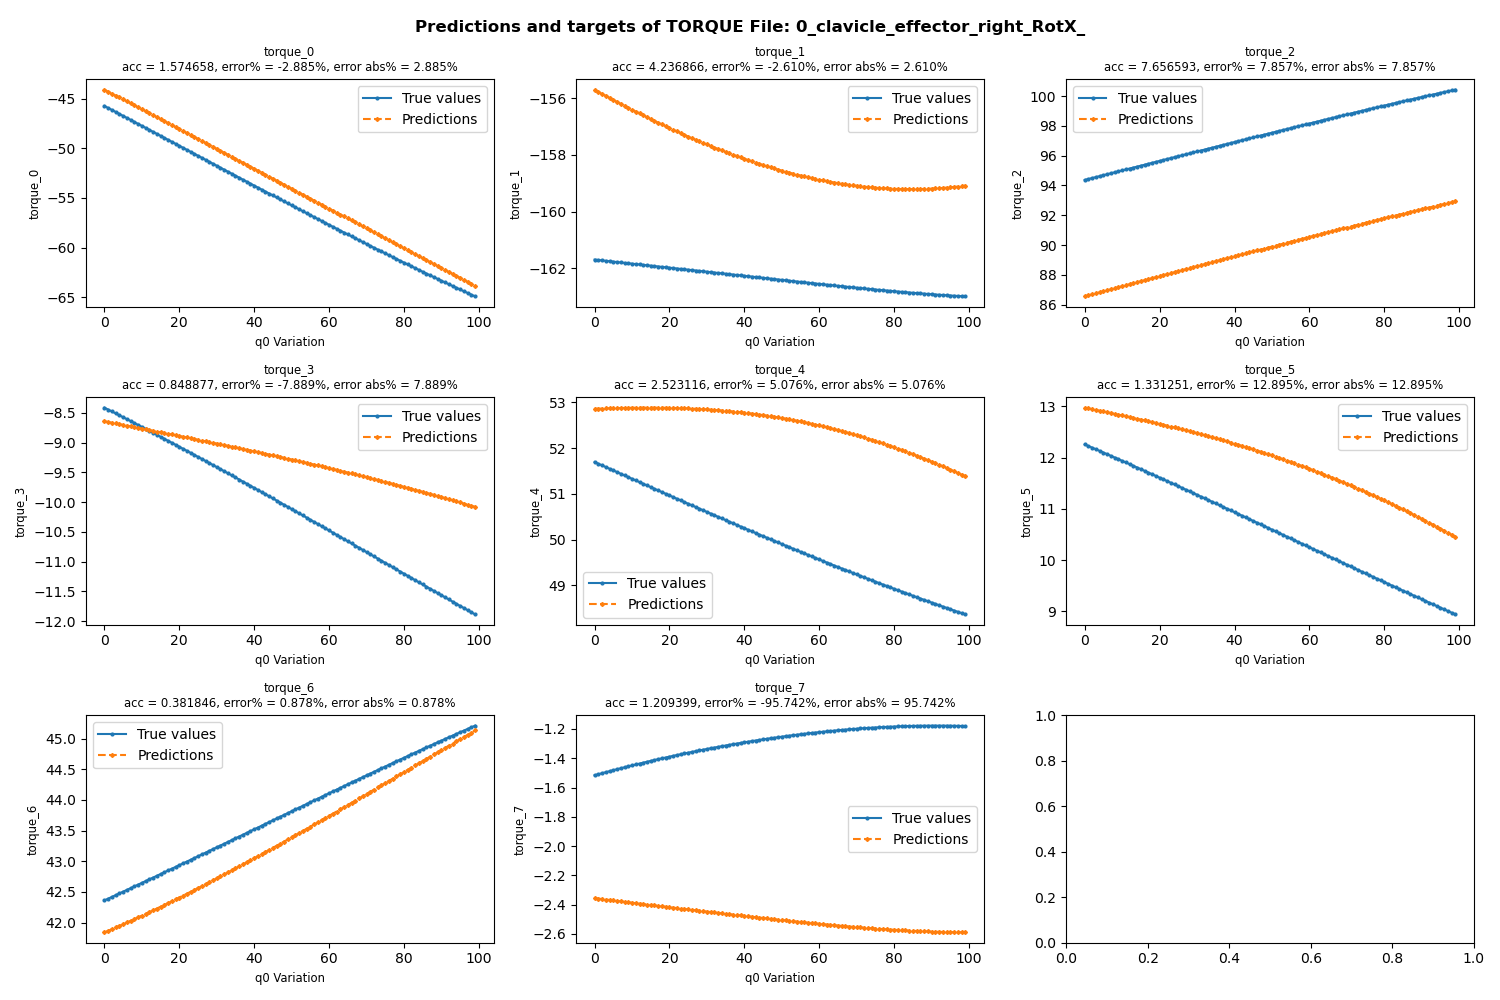 Predictions and targets of TORQUE File: 0_clavicle_effector_right_RotX_
torque_0
acc = 1.574658, error% = -2.885%, error abs% = 2.885%
−45
−50
−55
−60
−65
torque_0
True values
Predictions
0 20 40 60 80 100
q0 Variation
torque_1
acc = 4.236866, error% = -2.610%, error abs% = 2.610%
−156
−158
−160
−162
torque_1
True values
Predictions
0 20 40 60 80 100
q0 Variation
torque_2
acc = 7.656593, error% = 7.857%, error abs% = 7.857%
100
98
96
94
92
90
88
86
torque_2
True values
Predictions
0 20 40 60 80 100
q0 Variation
torque_3
acc = 0.848877, error% = -7.889%, error abs% = 7.889%
−8.5
−9.0
−9.5
−10.0
−10.5
−11.0
−11.5
−12.0
torque_3
True values
Predictions
0 20 40 60 80 100
q0 Variation
torque_4
acc = 2.523116, error% = 5.076%, error abs% = 5.076%
53
52
51
50
49
torque_4
True values
Predictions
0 20 40 60 80 100
q0 Variation
torque_5
acc = 1.331251, error% = 12.895%, error abs% = 12.895%
13
12
11
10
9
torque_5
True values
Predictions
0 20 40 60 80 100
q0 Variation
torque_6
acc = 0.381846, error% = 0.878%, error abs% = 0.878%
45.0
44.5
44.0
43.5
43.0
42.5
42.0
torque_6
True values
Predictions
0 20 40 60 80 100
q0 Variation
torque_7
acc = 1.209399, error% = -95.742%, error abs% = 95.742%
−1.2
−1.4
−1.6
−1.8
−2.0
−2.2
−2.4
−2.6
torque_7
True values
Predictions
0 20 40 60 80 100
q0 Variation
1.0
0.8
0.6
0.4
0.2
0.0
0.0 0.2 0.4 0.6 0.8 1.0